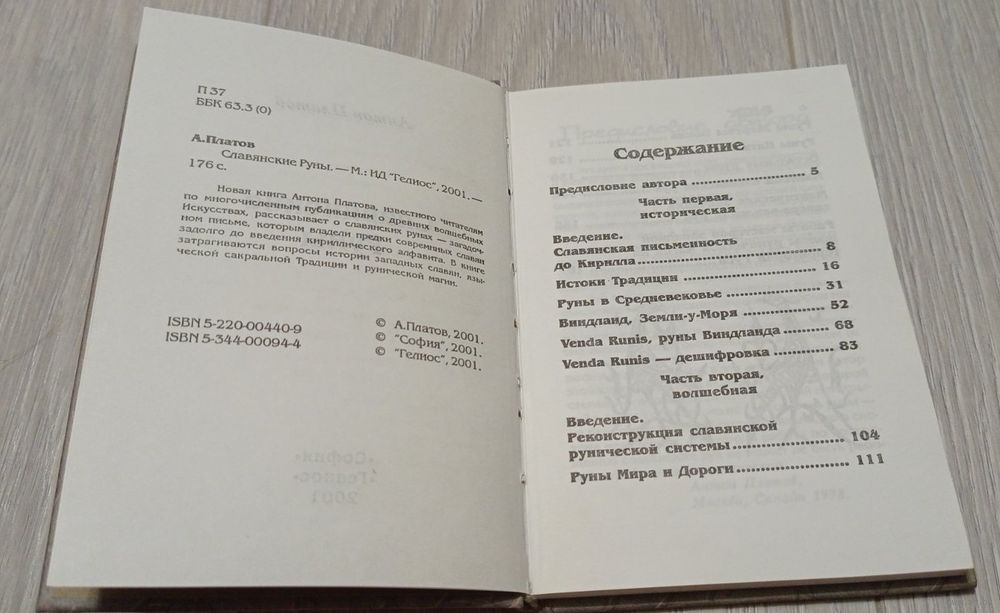 П 37
ББК 63.3 (0)
А.Платов
Славянские Руны. — М.: ИД "Гелиос", 2001. —
176 с.
Новая книга Антона Платова, известного читателям
по многочисленным публикациям о древних волшебных
Искусствах, рассказывает о славянских рунах — загадоч-
ном письме, которым владели предки современных славян
задолго до введения кириллического алфавита. В книге
затрагиваются вопросы истории западных славян, язы-
ческой сакральной Традиции и рунической магии.
ISBN 5-220-00440-9
ISBN 5-344-00094-4
© А.Платов, 2001.
© "София", 2001.
© "Гелиос", 2001.
Содержание
Предисловие автора ........................ 5
Часть первая,
историческая
Введение.
Славянская письменность
до Кирилла ........................ 8
Истоки Традиции ........................ 16
Руны в Средневековье ........................ 31
Виндланд, Земли-у-Моря ........................ 52
Venda Runis, руны Виндланда ........................ 68
Venda Runis — дешифровка ........................ 83
Часть вторая,
волшебная
Введение.
Реконструкция славянской
рунической системы ........................ 104
Руны Мира и Дороги ........................ 111